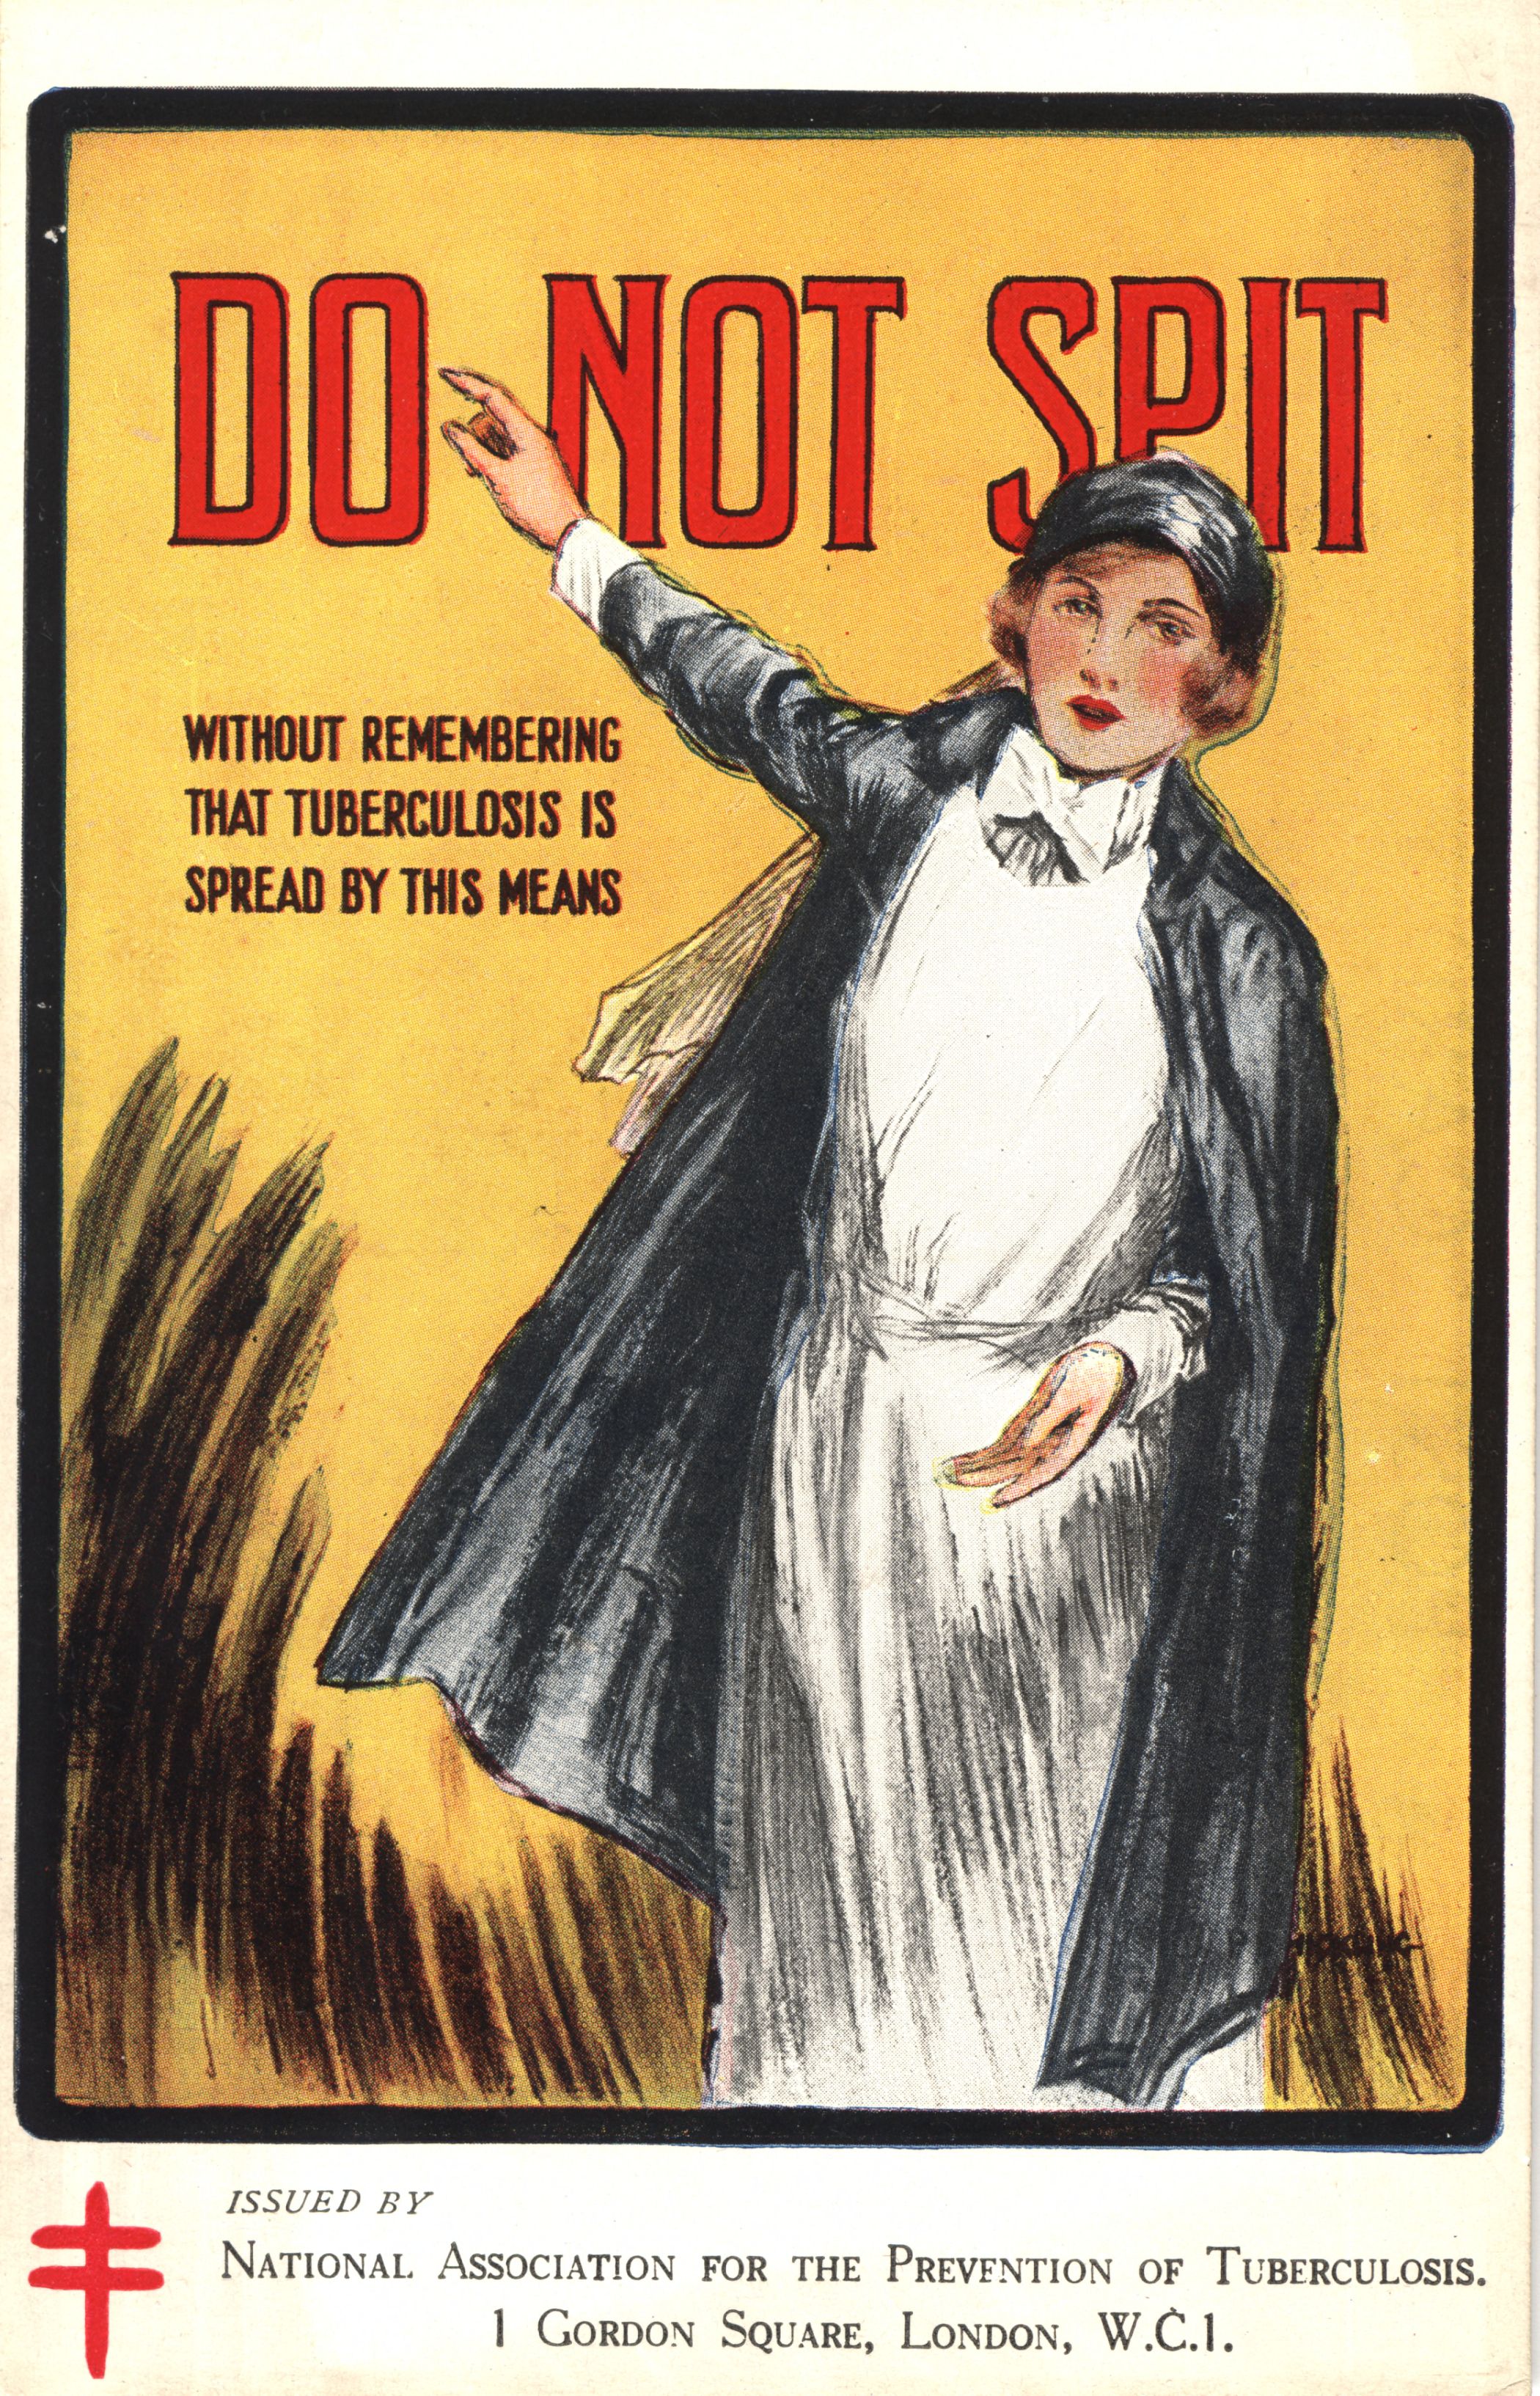 DO NOT SPIT
WITHOUT REMEMBERING
THAT TUBERCULOSIS IS
SPREAD BY THIS MEANS
ISSUED BY
NATIONAL ASSOCIATION FOR THE PREVENTION OF TUBERCULOSIS.
1 GORDON SQUARE, LONDON, W.C.1.